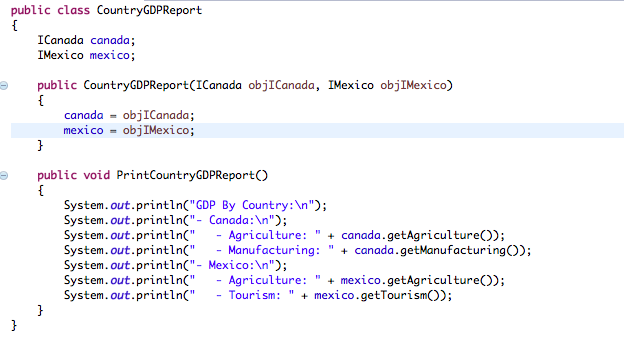 public class CountryGDPReport
{
    ICanada canada;
    IMexico mexico;

    public CountryGDPReport(ICanada objICanada, IMexico objIMexico)
    {
        canada = objICanada;
        mexico = objIMexico;
    }

    public void PrintCountryGDPReport()
    {
        System.out.println("GDP By Country:\n");
        System.out.println("- Canada:\n");
        System.out.println("   - Agriculture: " + canada.getAgriculture());
        System.out.println("   - Manufacturing: " + canada.getManufacturing());
        System.out.println("- Mexico:\n");
        System.out.println("   - Agriculture: " + mexico.getAgriculture());
        System.out.println("   - Tourism: " + mexico.getTourism());
    }
}